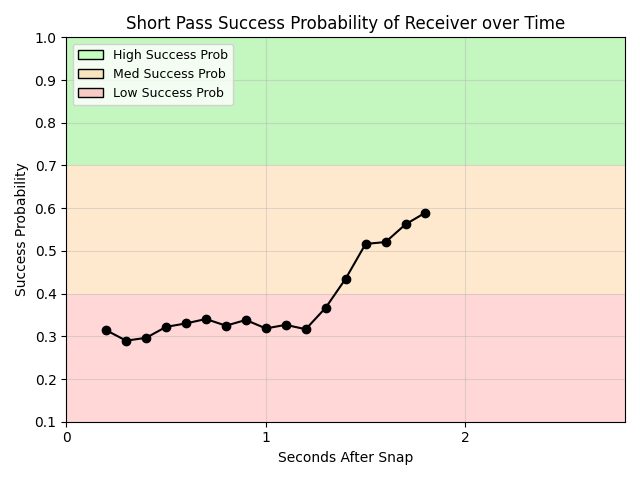 Short Pass Success Probability of Receiver over Time
1.0
0.9
0.8
0.7
0.6
0.5
0.4
0.3
0.2
0.1
Success Probability
High Success Prob
Med Success Prob
Low Success Prob
0
1
2
Seconds After Snap